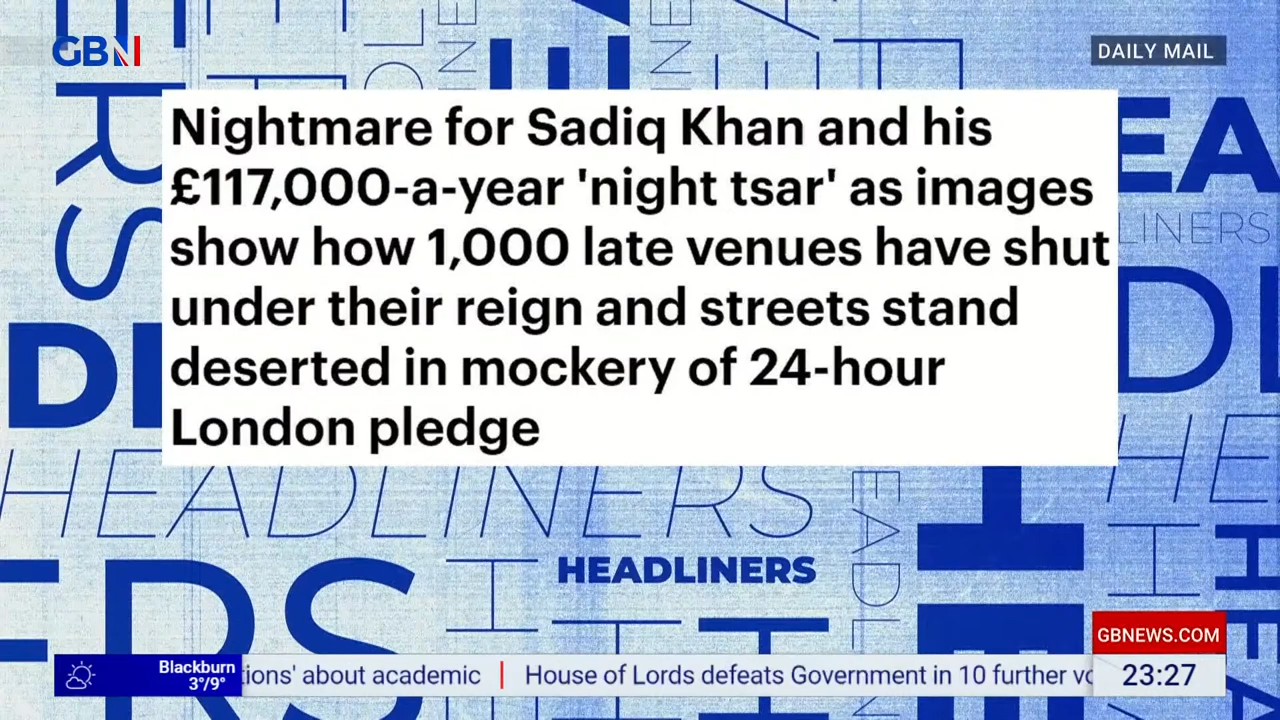 GBN
DAILY MAIL
Nightmare for Sadiq Khan and his
£117,000-a-year 'night tsar' as images
show how 1,000 late venues have shut
under their reign and streets stand
deserted in mockery of 24-hour
London pledge
EA
LINERS
HEADLINERS
HEADLINERS
GBNEWS.COM
Blackburn
3°/9°
tions' about academic | House of Lords defeats Government in 10 further vo
23:27